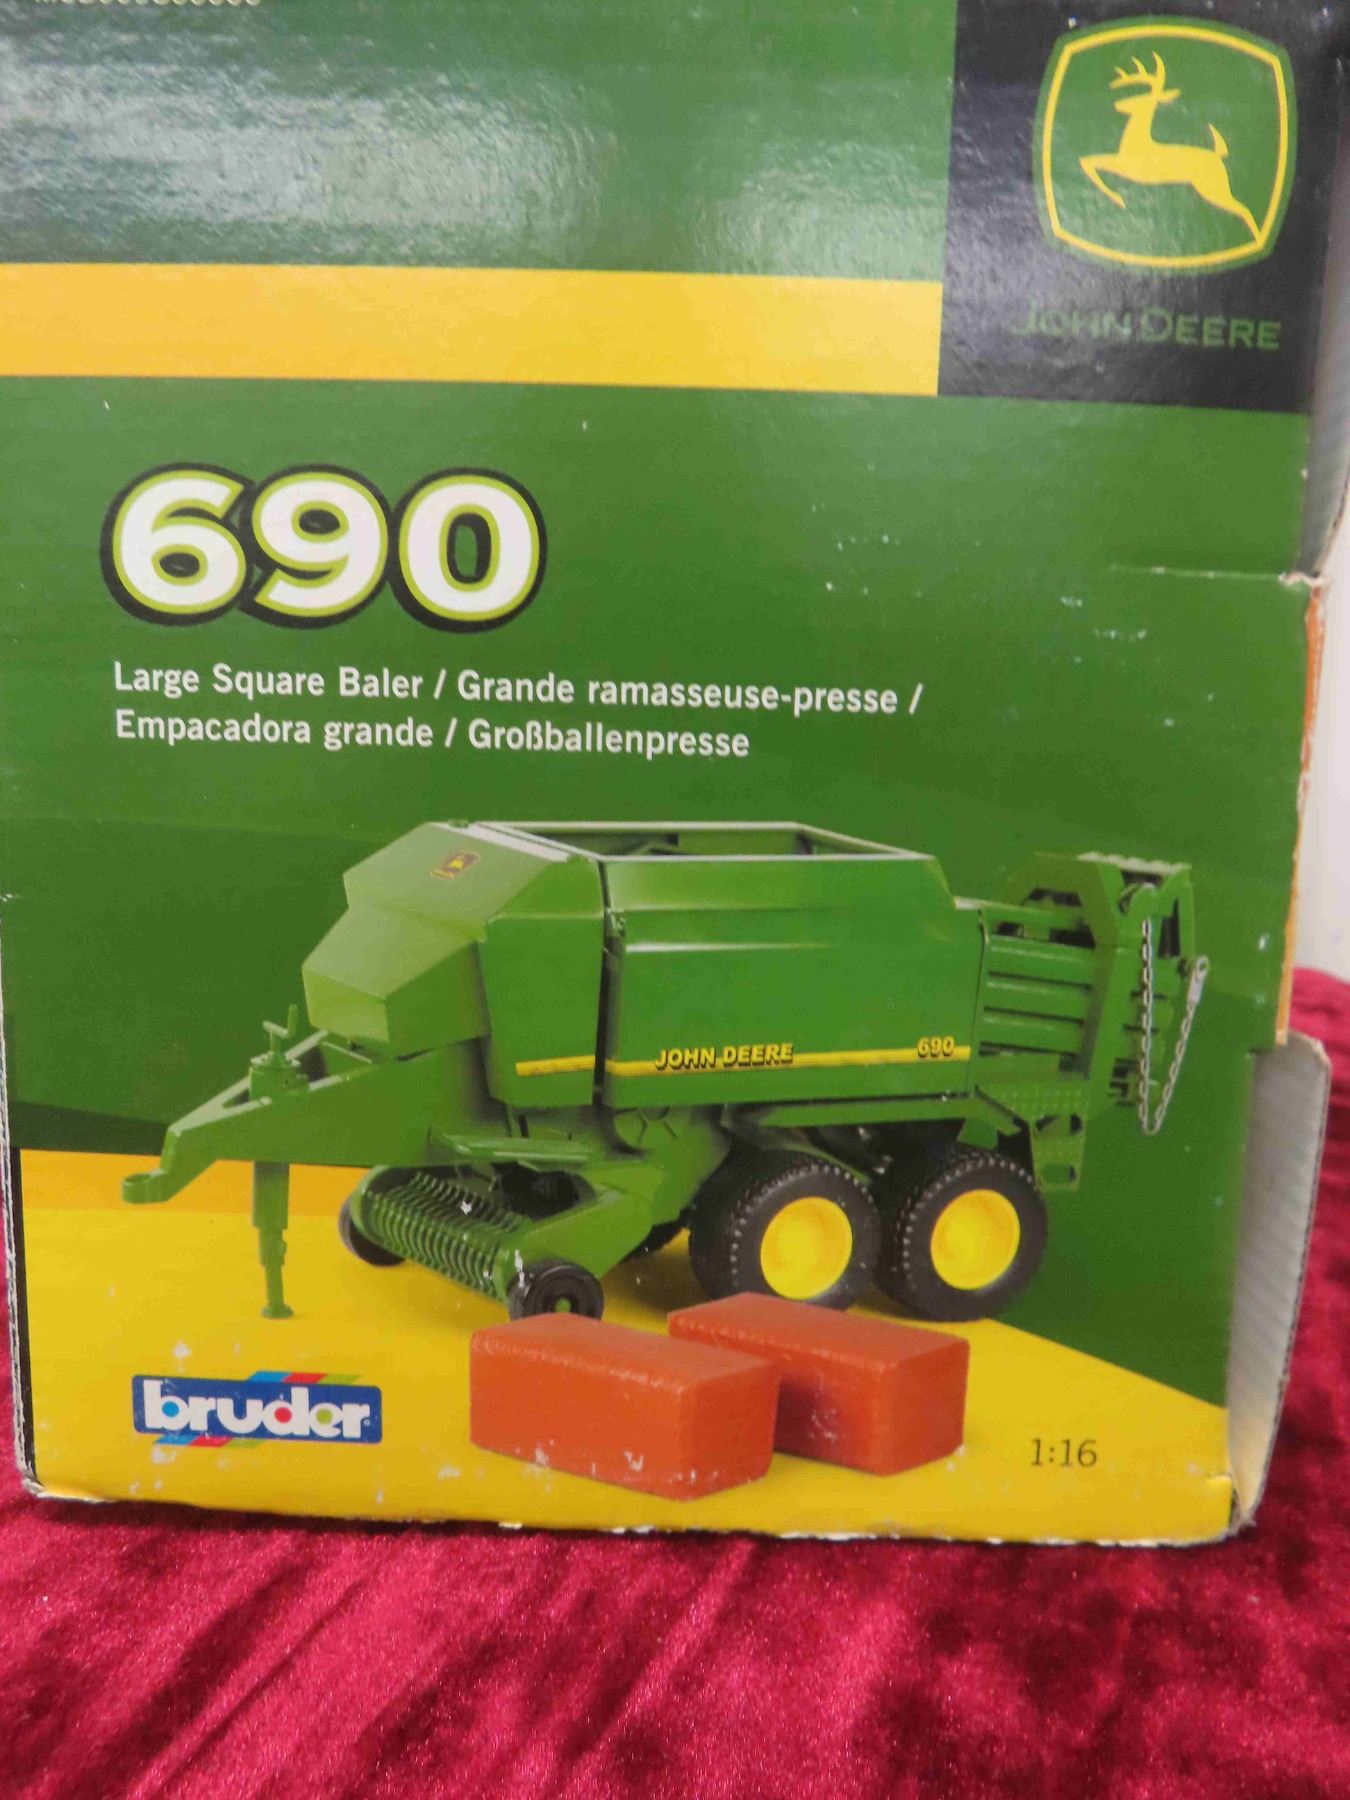 JOHN DEERE
690
Large Square Baler / Grande ramasseuse-presse /
Empacadora grande / Großballenpresse
JOHN DEERE 690
bruder
1:16